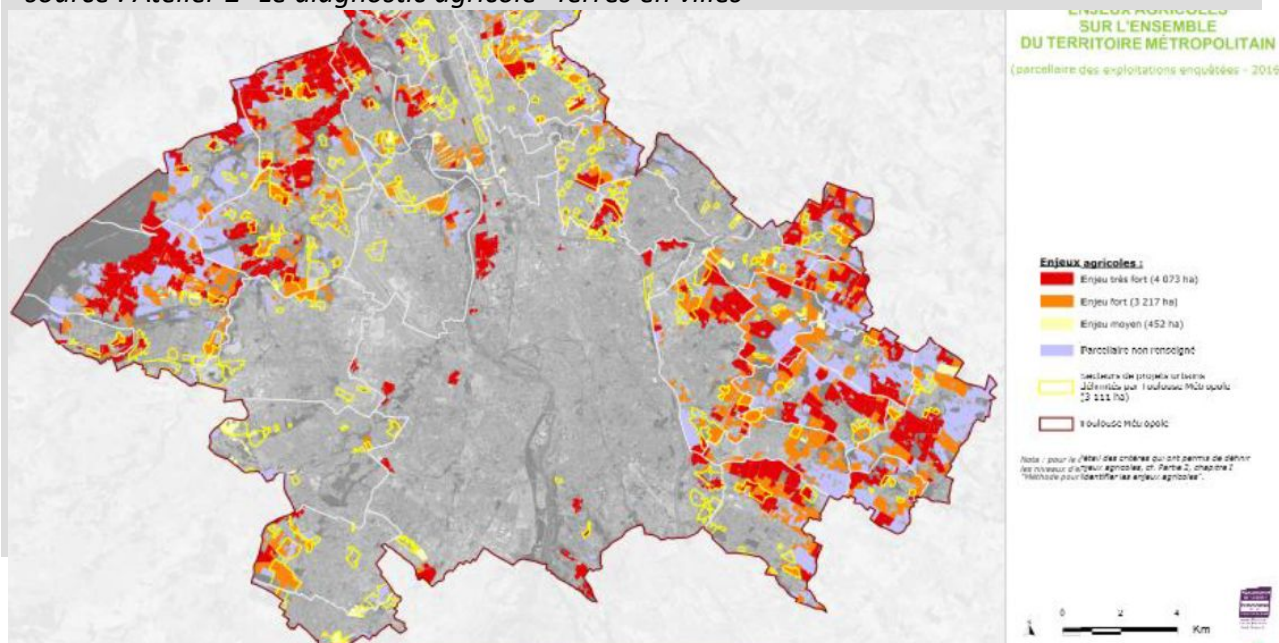 Source : Atelier 2 "Le diagnostic agricole" Terres en villes
ENJEUX AGRICOLES
SUR L'ENSEMBLE
DU TERRITOIRE MÉTROPOLITAIN
(parcellaire des exploitations enquêtées - 2016
Enjeux agricoles :
Enjeu très fort (4 073 ha)
Enjeu fort (3 217 ha)
Enjeu moyen (452 ha)
Parcellaire non renseigné
Secteurs de projets urbains
délimités par Toulouse Métropole
(3 111 ha)
Toulouse Métropole
Note : pour le détail des critères qui ont permis de définir
les niveaux d'enjeux agricoles, cf. Partie 2, chapitre I
"Méthode pour identifier les enjeux agricoles".
0 2 4
Km